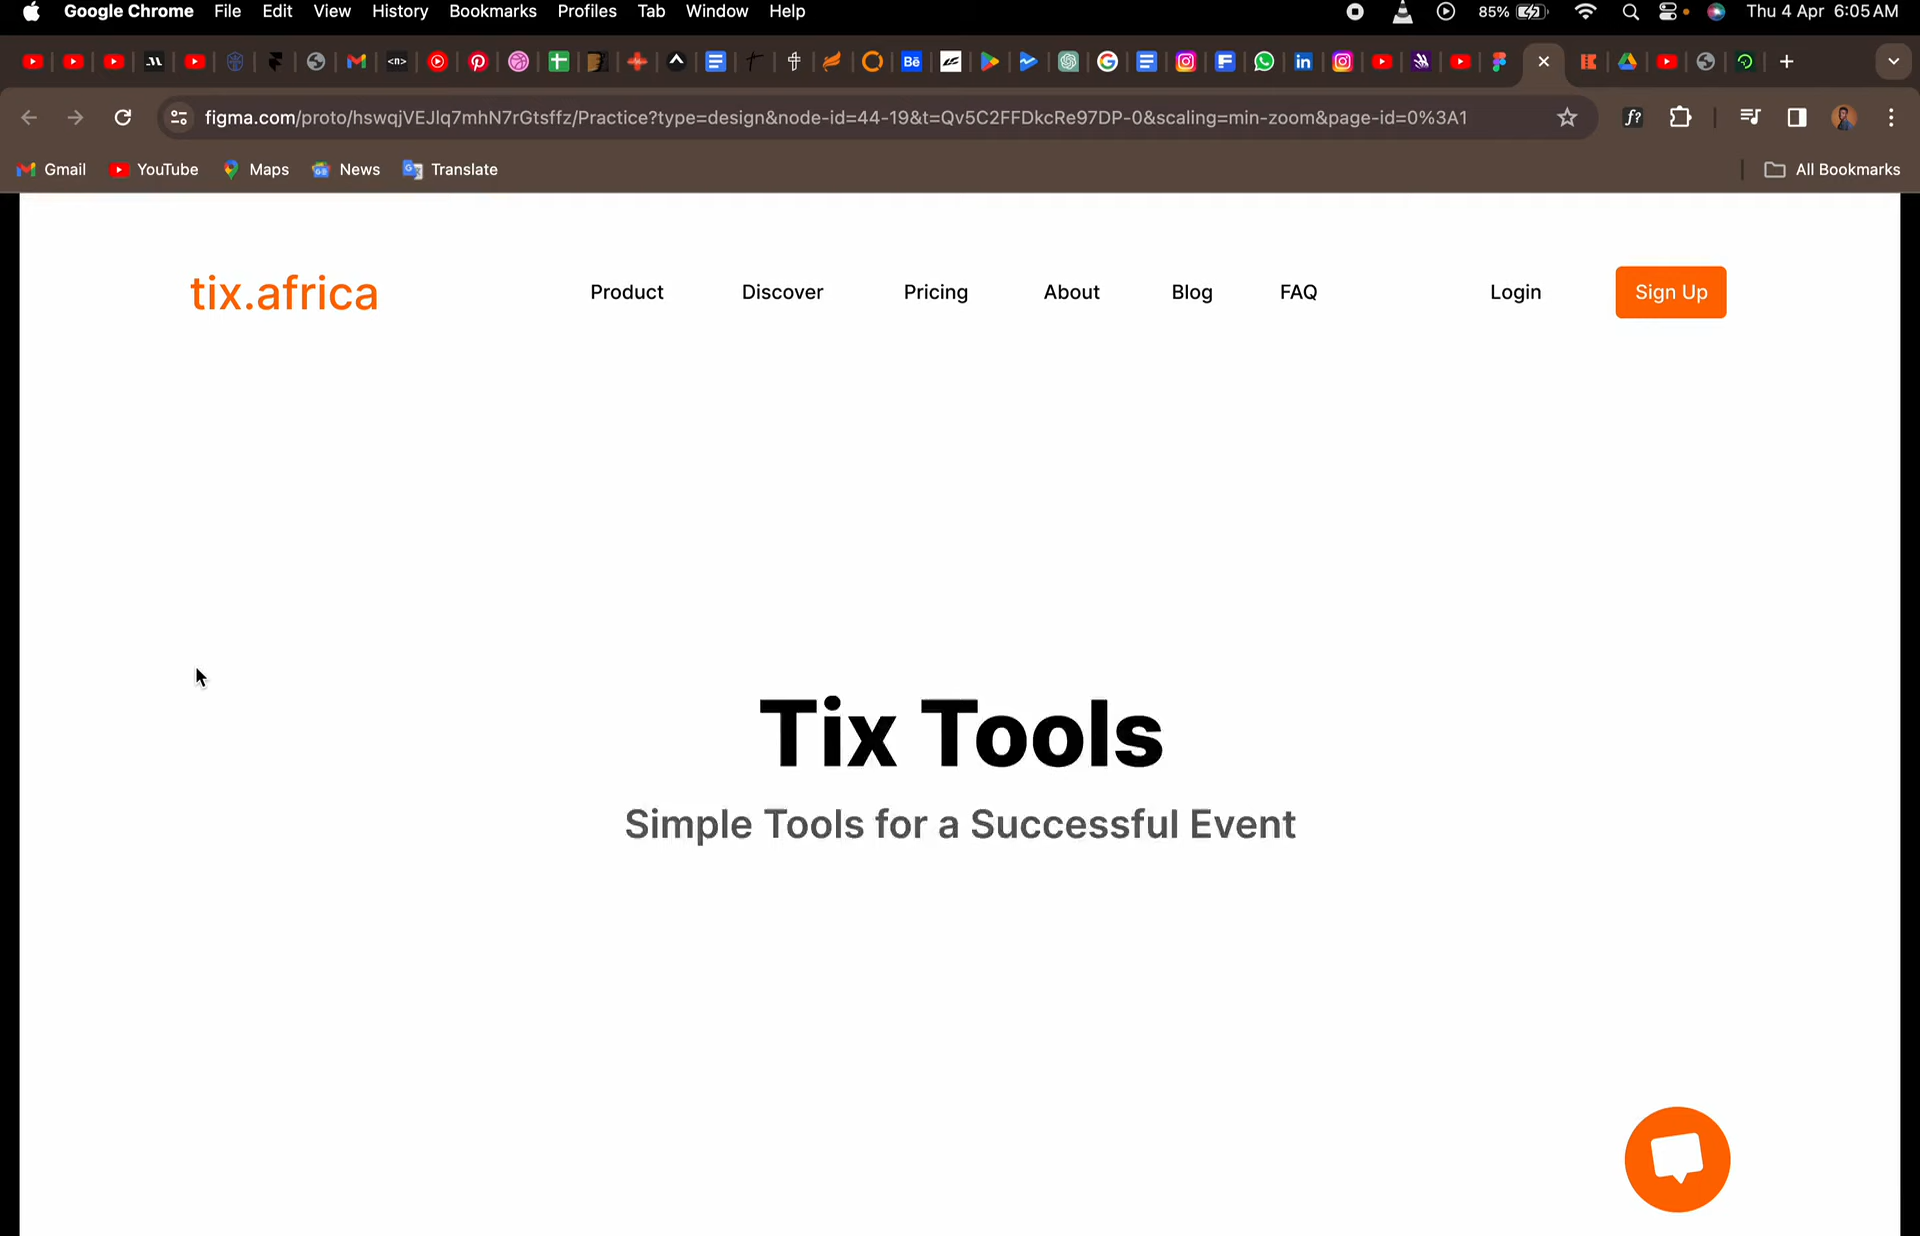 Google Chrome File Edit View History Bookmarks Profiles Tab Window Help 85% Thu 4 Apr 6:05 AM
<n> Bē in
figma.com/proto/hswqjVEJlq7mhN7rGtsffz/Practice?type=design&node-id=44-19&t=Qv5C2FFDkcRe97DP-0&scaling=min-zoom&page-id=0%3A1 f?
Gmail YouTube Maps News Translate All Bookmarks
tix.africa Product Discover Pricing About Blog FAQ Login Sign Up
Tix Tools
Simple Tools for a Successful Event